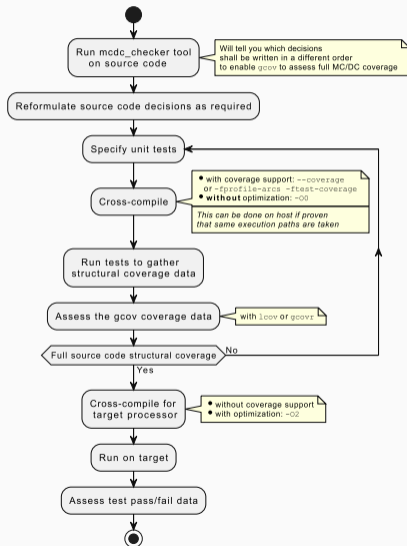 Run mcdc_checker tool
on source code
Will tell you which decisions
shall be written in a different order
to enable gcov to assess full MC/DC coverage
Reformulate source code decisions as required
Specify unit tests
Cross-compile
● with coverage support: --coverage
or -fprofile-arcs -ftest-coverage
● without optimization: -O0
This can be done on host if proven
that same execution paths are taken
Run tests to gather
structural coverage data
Assess the gcov coverage data
with lcov or gcovr
Full source code structural coverage
No
Yes
Cross-compile for
target processor
● without coverage support
● with optimization: -O2
Run on target
Assess test pass/fail data